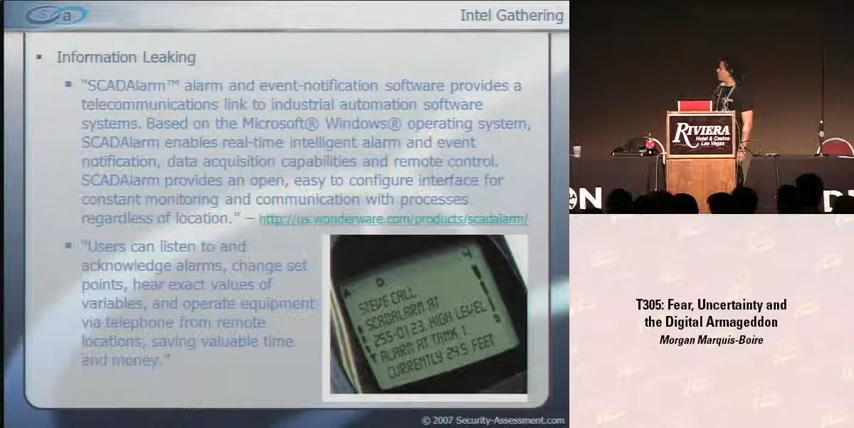 sca
Intel Gathering
Information Leaking
"SCADAlarm™ alarm and event-notification software provides a
telecommunications link to industrial automation software
systems. Based on the Microsoft® Windows® operating system,
SCADAlarm enables real-time intelligent alarm and event
notification, data acquisition capabilities and remote control.
SCADAlarm provides an open, easy to configure interface for
constant monitoring and communication with processes
regardless of location." – http://us.wonderware.com/products/scadalarm/
"Users can listen to and
acknowledge alarms, change set
points, hear exact values of
variables, and operate equipment
via telephone from remote
locations, saving valuable time
and money."
STEVE CALL
SCADALARM AT
255-0123. HIGH LEVEL
ALARM AT TANK 1.
CURRENTLY 24.5 FEET
© 2007 Security-Assessment.com
RIVIERA
Hotel & Casino
Las Vegas
ON
T305: Fear, Uncertainty and
the Digital Armageddon
Morgan Marquis-Boire